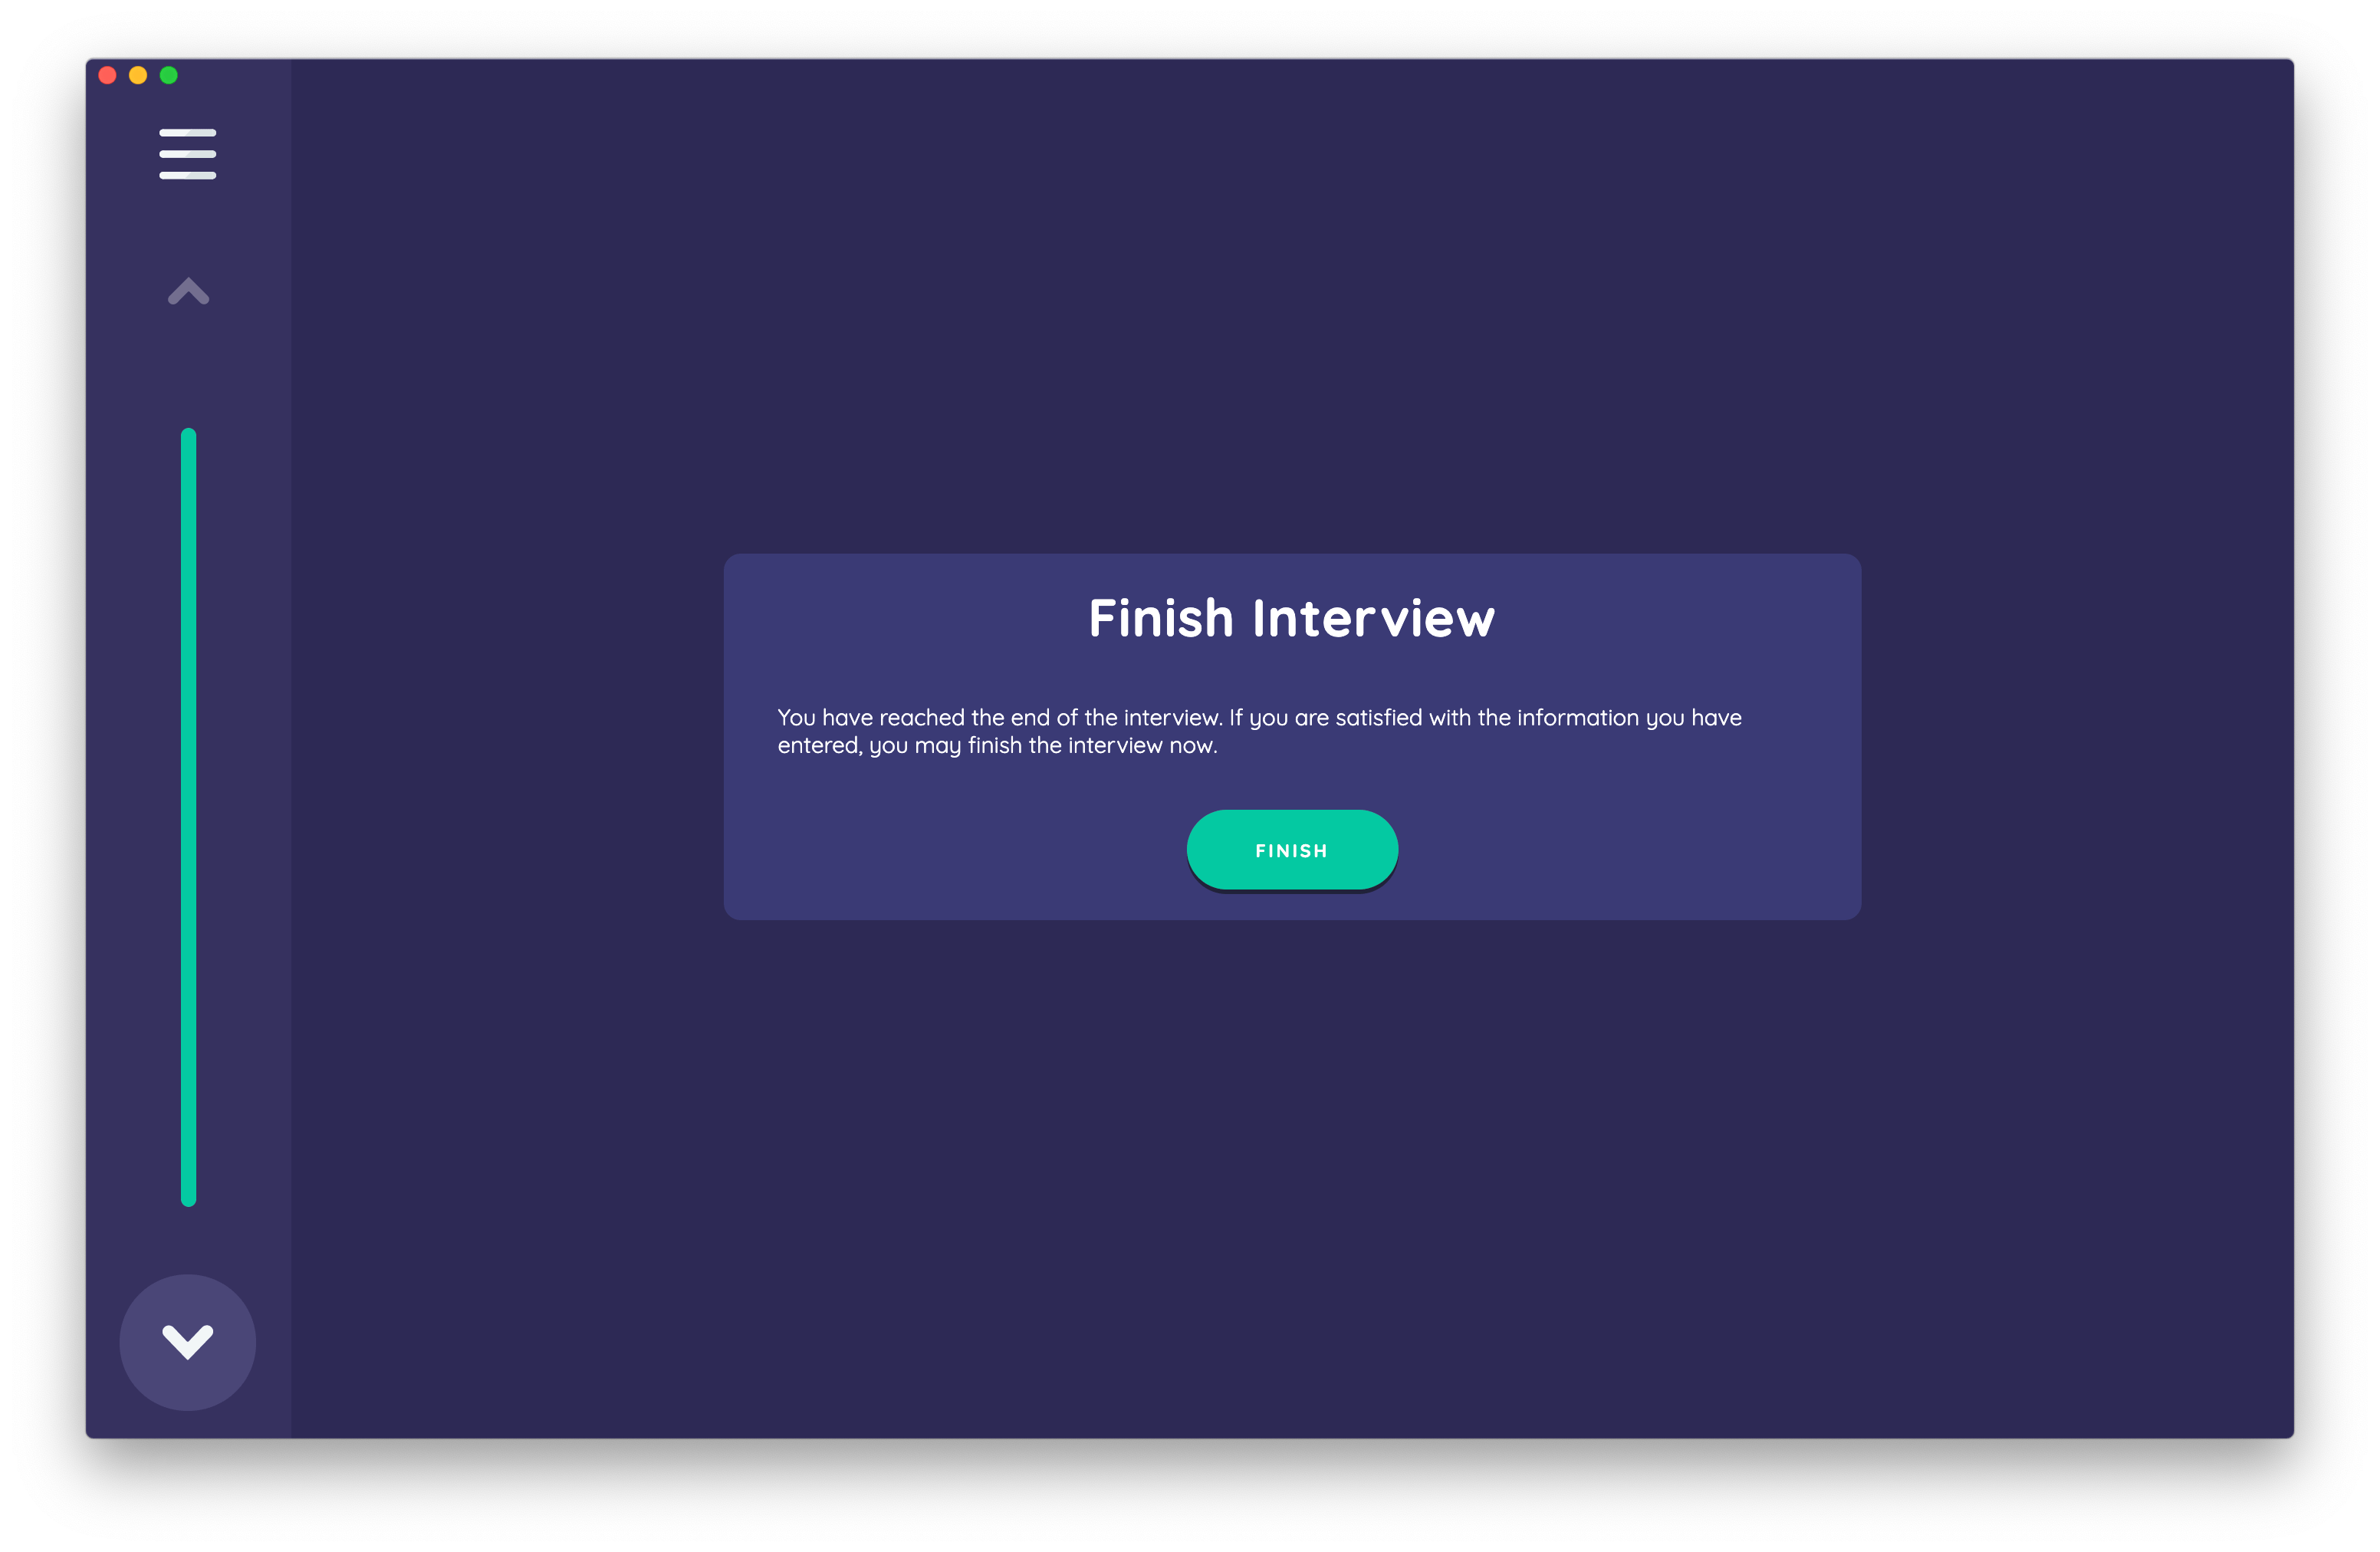 Finish Interview
You have reached the end of the interview. If you are satisfied with the information you have
entered, you may finish the interview now.
FINISH